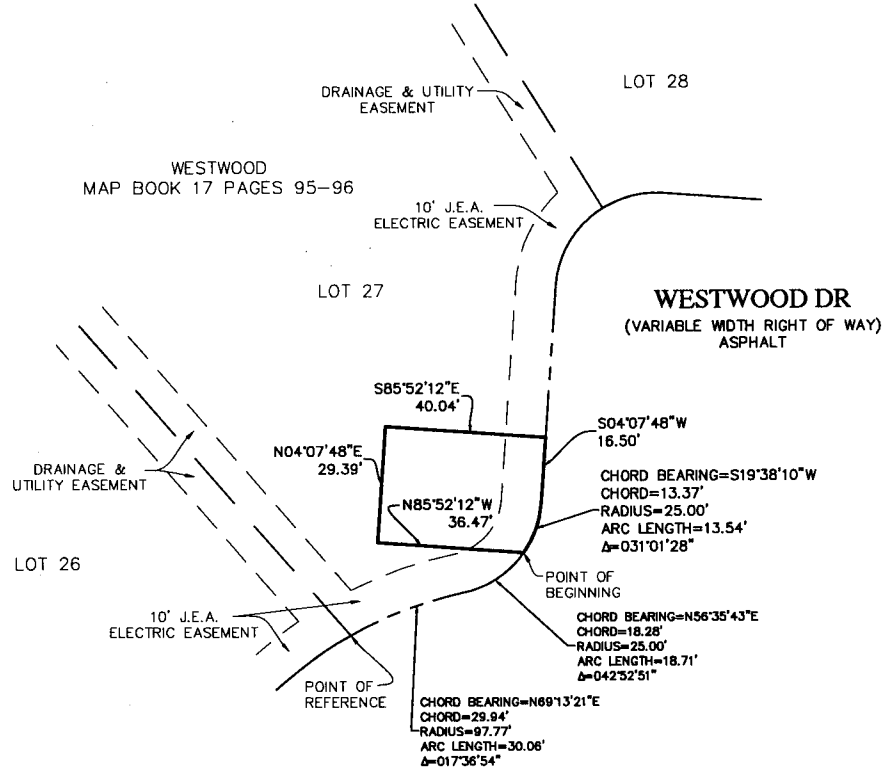 LOT 28
DRAINAGE & UTILITY
EASEMENT
WESTWOOD
MAP BOOK 17 PAGES 95-96
10' J.E.A.
ELECTRIC EASEMENT
LOT 27
WESTWOOD DR
(VARIABLE WIDTH RIGHT OF WAY)
ASPHALT
S85°52'12"E
40.04'
S04°07'48"W
16.50'
N04°07'48"E
29.39'
DRAINAGE &
UTILITY EASEMENT
N85°52'12"W
36.47'
CHORD BEARING=S19°38'10"W
CHORD=13.37'
RADIUS=25.00'
ARC LENGTH=13.54'
Δ=031°01'28"
LOT 26
POINT OF
BEGINNING
10' J.E.A.
ELECTRIC EASEMENT
CHORD BEARING=N56°35'43"E
CHORD=18.28'
RADIUS=25.00'
ARC LENGTH=18.71'
Δ=042°52'51"
POINT OF
REFERENCE
CHORD BEARING=N69°13'21"E
CHORD=29.94'
RADIUS=97.77'
ARC LENGTH=30.06'
Δ=017°36'54"